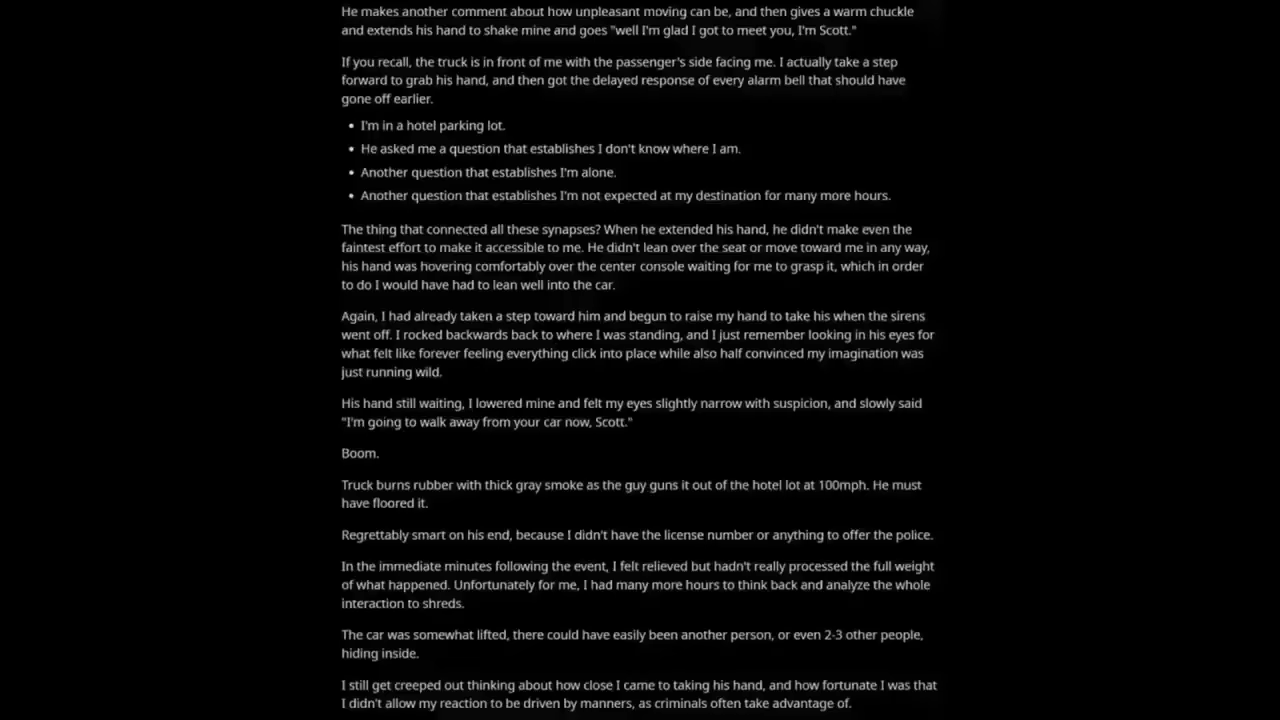 He makes another comment about how unpleasant moving can be, and then gives a warm chuckle
and extends his hand to shake mine and goes "well I'm glad I got to meet you, I'm Scott."
If you recall, the truck is in front of me with the passenger's side facing me. I actually take a step
forward to grab his hand, and then got the delayed response of every alarm bell that should have
gone off earlier.
• I'm in a hotel parking lot.
• He asked me a question that establishes I don't know where I am.
• Another question that establishes I'm alone.
• Another question that establishes I'm not expected at my destination for many more hours.
The thing that connected all these synapses? When he extended his hand, he didn't make even the
faintest effort to make it accessible to me. He didn't lean over the seat or move toward me in any way,
his hand was hovering comfortably over the center console waiting for me to grasp it, which in order
to do I would have had to lean well into the car.
Again, I had already taken a step toward him and begun to raise my hand to take his when the sirens
went off. I rocked backwards back to where I was standing, and I just remember looking in his eyes for
what felt like forever feeling everything click into place while also half convinced my imagination was
just running wild.
His hand still waiting, I lowered mine and felt my eyes slightly narrow with suspicion, and slowly said
"I'm going to walk away from your car now, Scott."
Boom.
Truck burns rubber with thick gray smoke as the guy guns it out of the hotel lot at 100mph. He must
have floored it.
Regrettably smart on his end, because I didn't have the license number or anything to offer the police.
In the immediate minutes following the event, I felt relieved but hadn't really processed the full weight
of what happened. Unfortunately for me, I had many more hours to think back and analyze the whole
interaction to shreds.
The car was somewhat lifted, there could have easily been another person, or even 2-3 other people,
hiding inside.
I still get creeped out thinking about how close I came to taking his hand, and how fortunate I was that
I didn't allow my reaction to be driven by manners, as criminals often take advantage of.